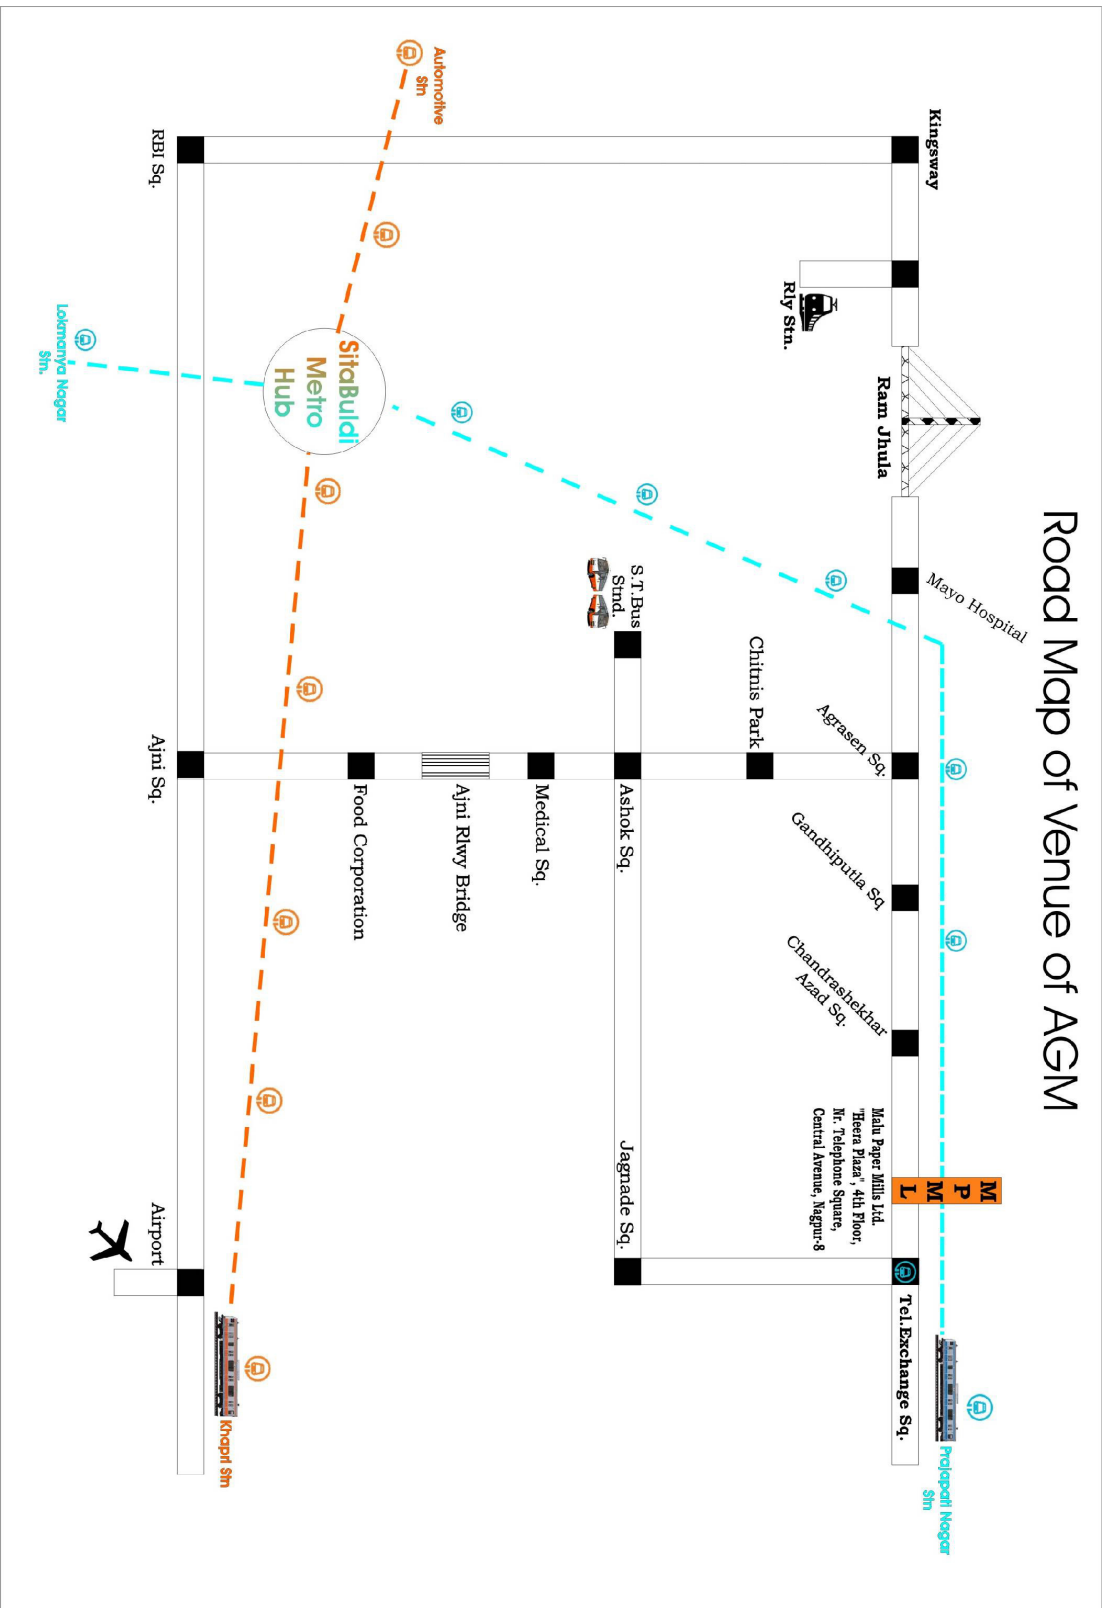 Road Map of Venue of AGM
Kingsway
Rly Stn.
Ram Jhula
Mayo Hospital
Agrasen Sq.
Gandhiputla Sq
Chandrashekhar
Azad Sq.
M
P
M
L
Malu Paper Mills Ltd.
"Heera Plaza", 4th Floor,
Nr. Telephone Square,
Central Avenue, Nagpur-8
Tel.Exchange Sq.
Prajapati Nagar
Stn
Chitnis Park
S.T.Bus
Stnd.
Ashok Sq.
Jagnade Sq.
Medical Sq.
Ajni Rlwy Bridge
Food Corporation
Automotive
Stn
SitaBuldi
Metro
Hub
Khapri Stn
RBI Sq.
Ajni Sq.
Airport
Lokmanya Nagar
Stn.